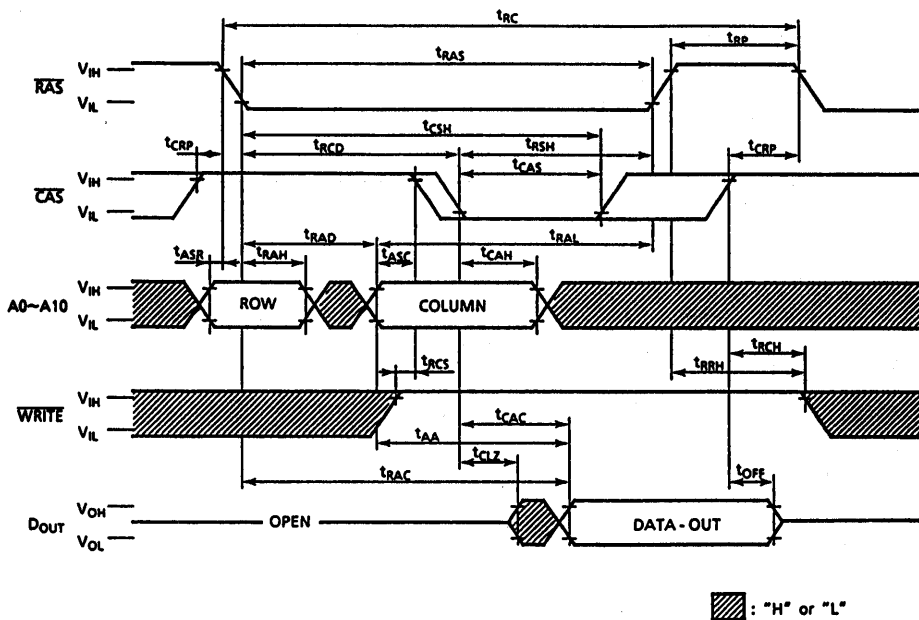 tRC
tRP
tRAS
VIH
RAS
VIL
tCSH
tCRP
tRCD
tRSH
tCRP
tCAS
VIH
CAS
VIL
tRAD
tRAL
tASR
tRAH
tASC
tCAH
VIH
A0~A10
ROW
COLUMN
VIL
tRCH
tRCS
tRRH
VIH
WRITE
VIL
tCAC
tAA
tCLZ
tRAC
tOFF
VOH
DOUT
OPEN
DATA-OUT
VOL
: "H" or "L"